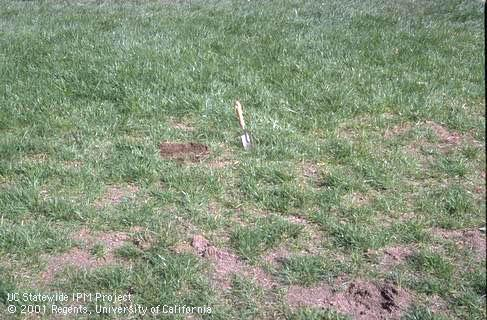 UC Statewide IPM Project
© 2001 Regents, University of California